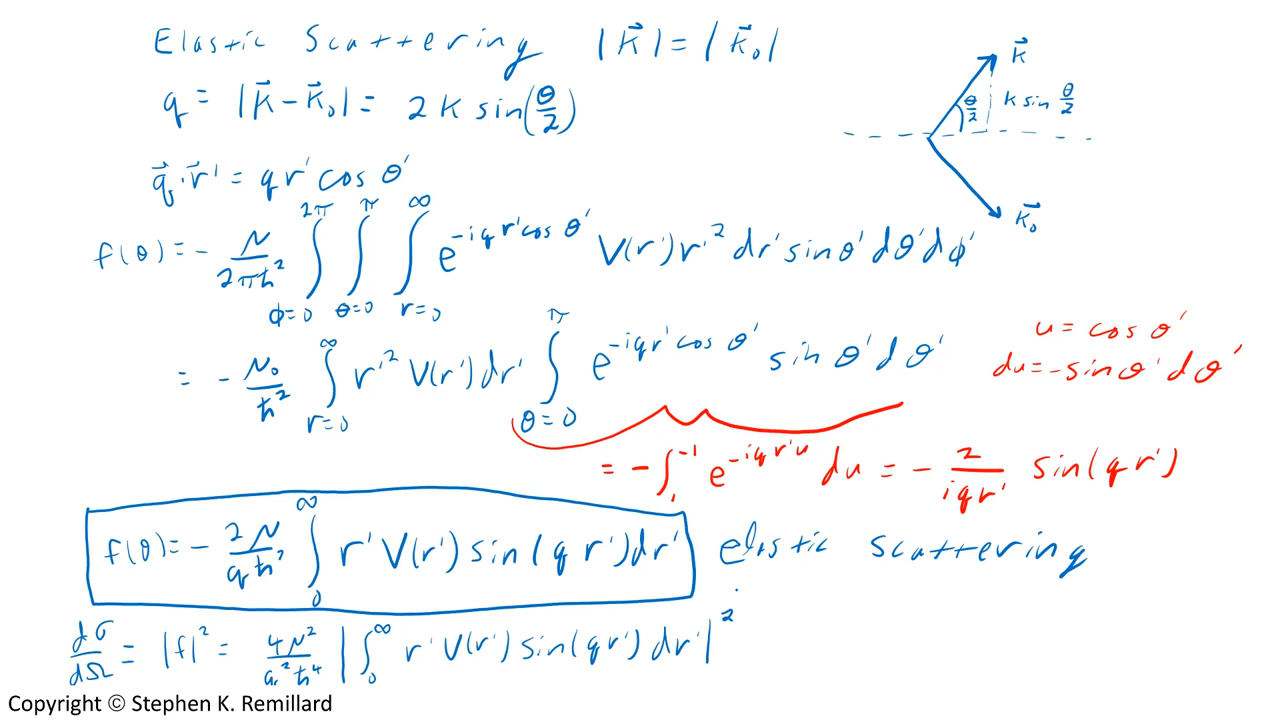 Elastic Scattering |k⃗| = |k⃗₀|
q = |k⃗ − k⃗₀| = 2k sin(θ/2)
k⃗
θ/2
k sin θ/2
k⃗₀
q⃗·r⃗' = qr' cos θ'
f(θ) = − μ/(2πħ²) ∫_{φ=0}^{2π} ∫_{θ=0}^{π} ∫_{r=0}^{∞} e^{−iqr' cos θ'} V(r') r'² dr' sin θ' dθ' dφ'
= − μ₀/ħ² ∫_{r=0}^{∞} r'² V(r') dr' ∫_{θ=0}^{π} e^{−iqr' cos θ'} sin θ' dθ'
u = cos θ'
du = −sin θ' dθ'
= − ∫_{1}^{−1} e^{−iqr'u} du = − 2/(iqr') sin(qr')
f(θ) = − 2μ/(qħ²) ∫_{0}^{∞} r' V(r') sin(qr') dr' elastic scattering
dσ/dΩ = |f|² = 4μ²/(q²ħ⁴) |∫_{0}^{∞} r' V(r') sin(qr') dr'|²
Copyright © Stephen K. Remillard